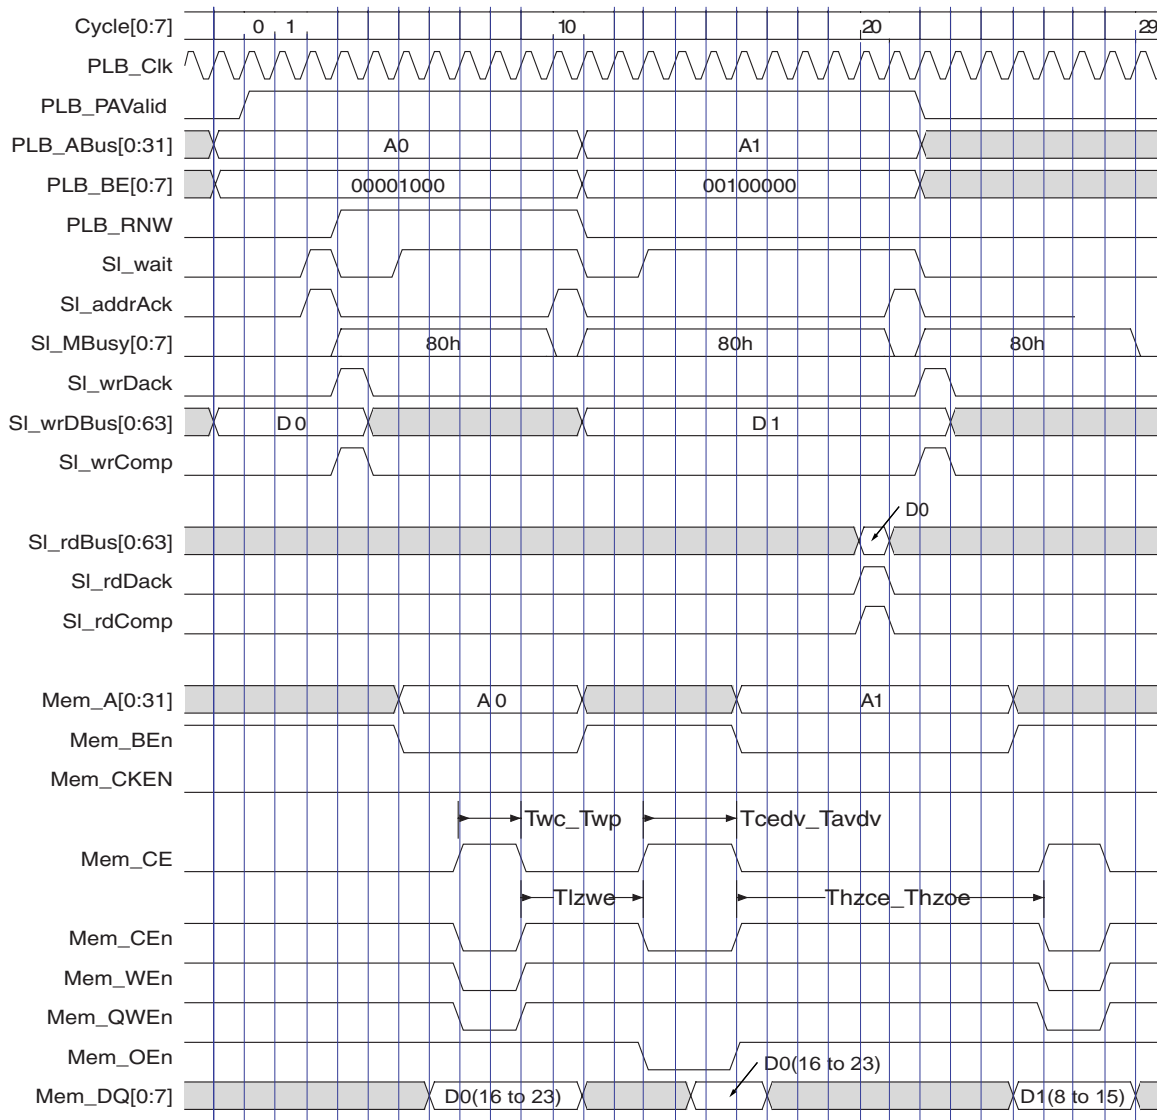 Cycle[0:7] 0 1 10 20 29
PLB_Clk
PLB_PAValid
PLB_ABus[0:31] A0 A1
PLB_BE[0:7] 00001000 00100000
PLB_RNW
Sl_wait
Sl_addrAck
Sl_MBusy[0:7] 80h 80h 80h
Sl_wrDack
Sl_wrDBus[0:63] D0 D1
Sl_wrComp
D0
Sl_rdBus[0:63]
Sl_rdDack
Sl_rdComp
Mem_A[0:31] A0 A1
Mem_BEn
Mem_CKEN
Twc_Twp Tcedv_Tavdv
Mem_CE
Tlzwe Thzce_Thzoe
Mem_CEn
Mem_WEn
Mem_QWEn
Mem_OEn
D0(16 to 23)
Mem_DQ[0:7] D0(16 to 23) D1(8 to 15)